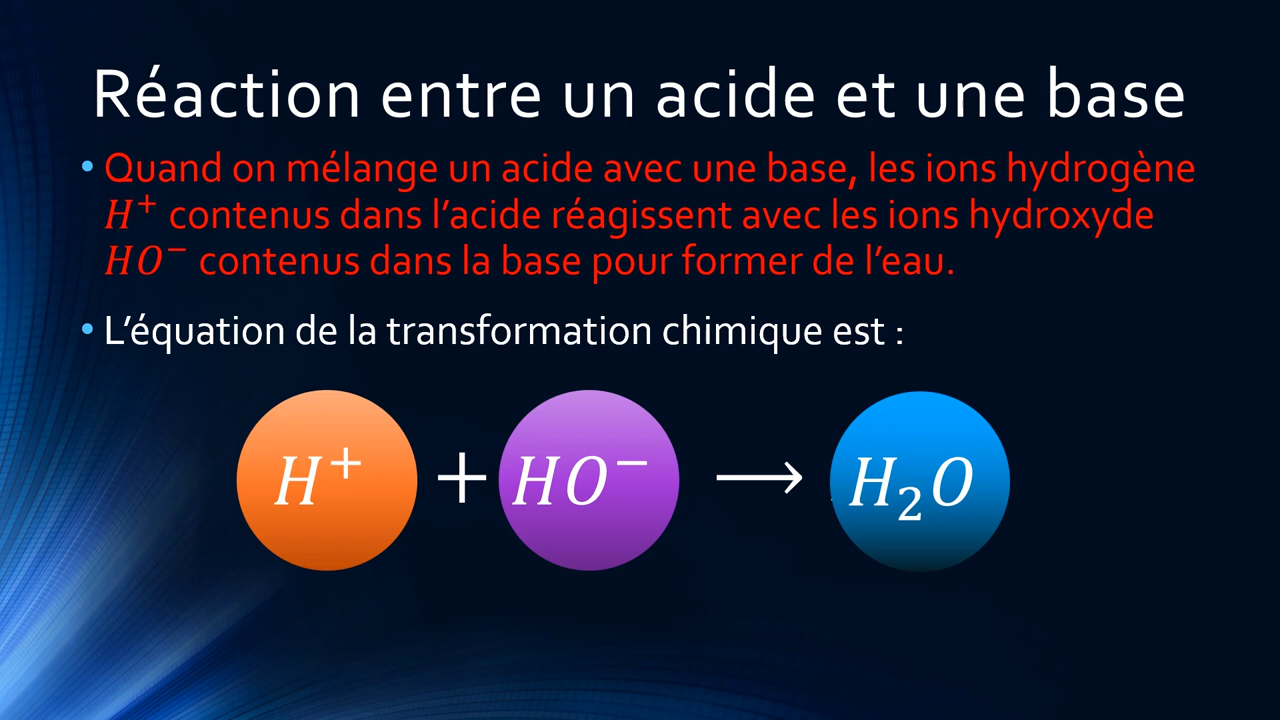 Réaction entre un acide et une base
• Quand on mélange un acide avec une base, les ions hydrogène
H⁺ contenus dans l’acide réagissent avec les ions hydroxyde
HO⁻ contenus dans la base pour former de l’eau.
• L’équation de la transformation chimique est :
H⁺ + HO⁻ ⟶ H₂O